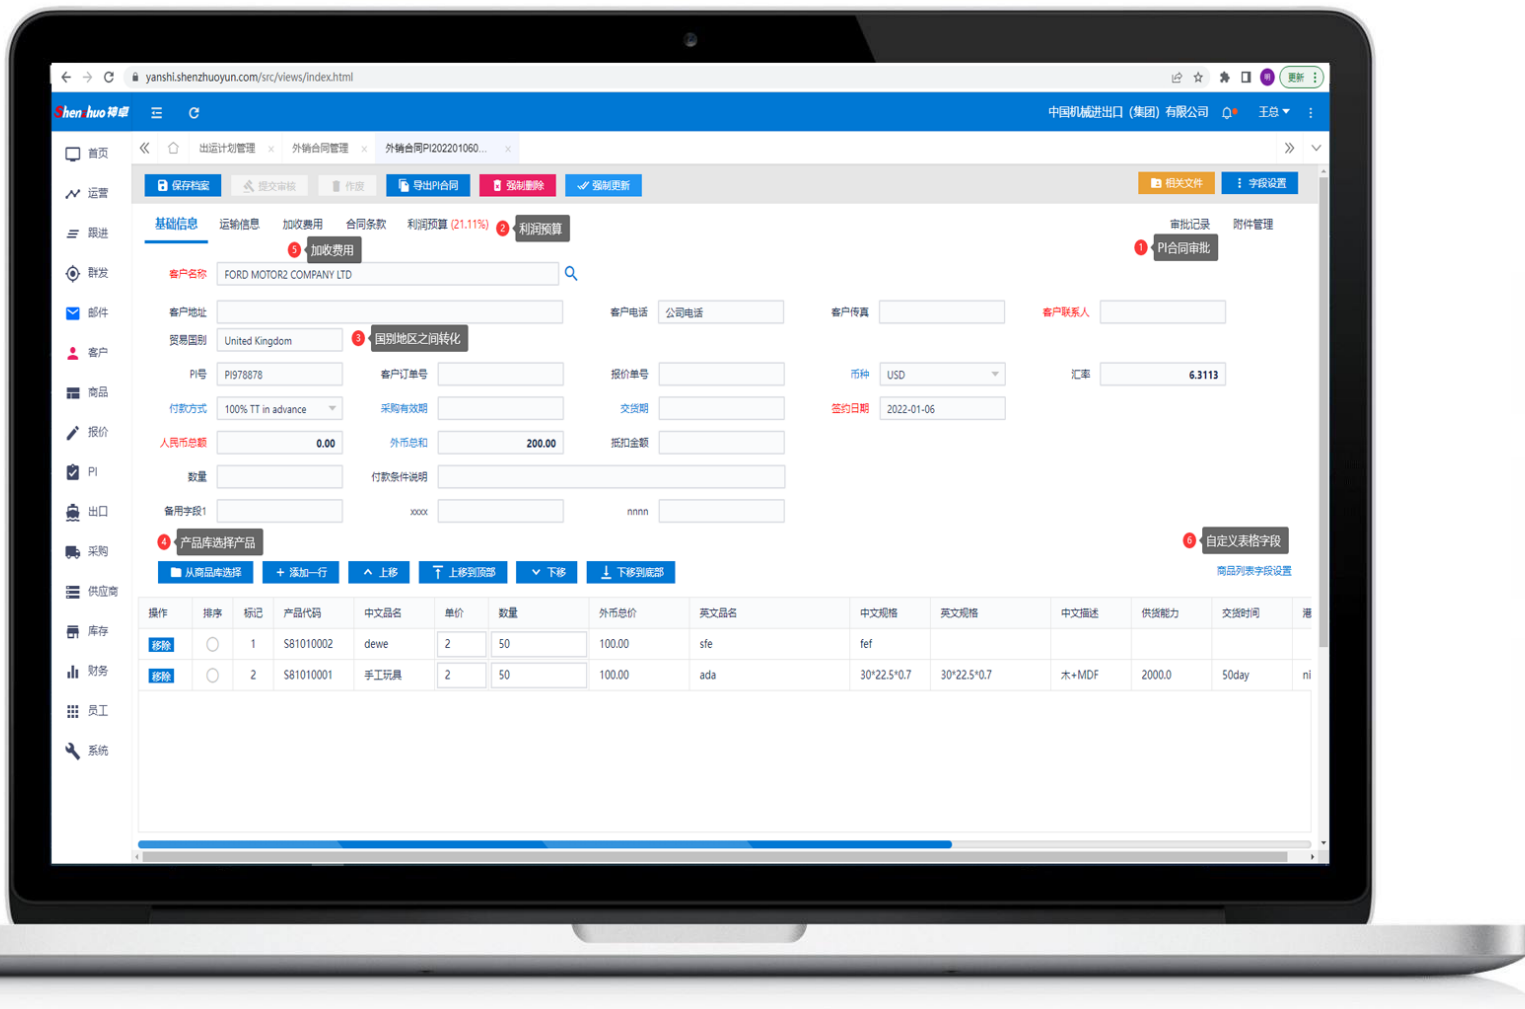 yanshi.shenzhuoyun.com/src/views/index.html
更新
Shenzhuo神卓
中国机械进出口(集团)有限公司 王总
首页
运营
跟进
群发
邮件
客户
商品
报价
PI
出口
采购
供应商
库存
财务
员工
系统
出运计划管理 × 外销合同管理 × 外销合同PI202201060... ×
保存档案 提交审核 作废 导出PI合同 强制删除 强制更新 相关文件 字段设置
基础信息 运输信息 加收费用 合同条款 利润预算 (21.11%) 2 利润预算 审批记录 附件管理
5 加收费用 1 PI合同审批
客户名称 FORD MOTOR2 COMPANY LTD
客户地址 客户电话 公司电话 客户传真 客户联系人
贸易国别 United Kingdom 3 国别地区之间转化
PI号 PI978878 客户订单号 报价单号 币种 USD 汇率 6.3113
付款方式 100% TT in advance 采购有效期 交货期 签约日期 2022-01-06
人民币总额 0.00 外币总和 200.00 抵扣金额
数量 付款条件说明
备用字段1 xxxx nnnn
4 产品库选择产品 6 自定义表格字段
从商品库选择 + 添加一行 上移 上移到顶部 下移 下移到底部 商品列表字段设置
操作 排序 标记 产品代码 中文品名 单价 数量 外币总价 英文品名 中文规格 英文规格 中文描述 供货能力 交货时间 港
移除 1 S81010002 dewe 2 50 100.00 sfe fef
移除 2 S81010001 手工玩具 2 50 100.00 ada 30*22.5*0.7 30*22.5*0.7 木+MDF 2000.0 50day ni